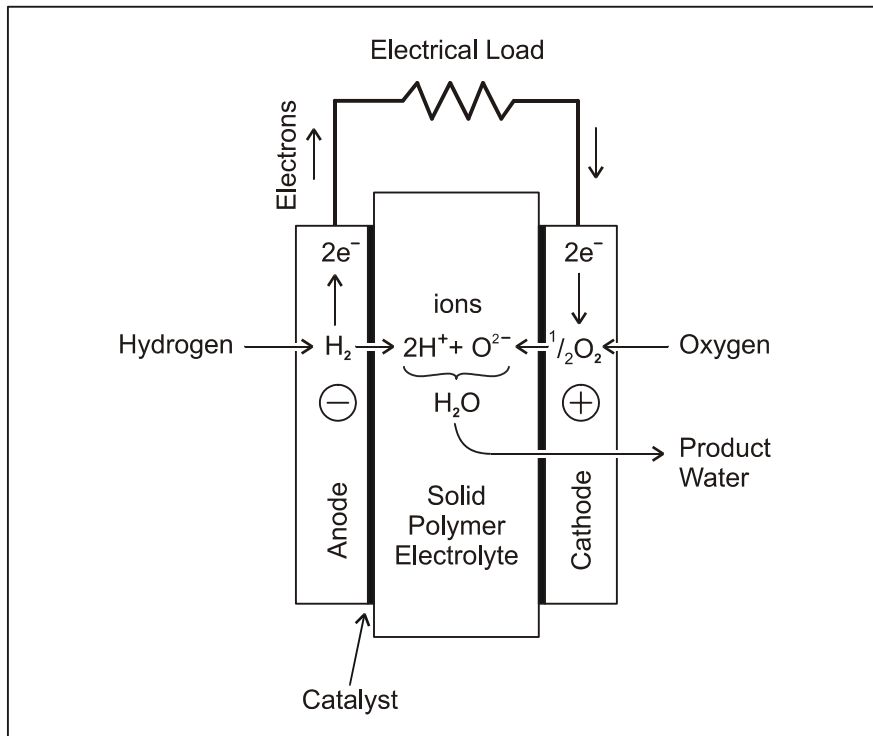 Electrical Load
Electrons
2e⁻
2e⁻
ions
Hydrogen
H₂
2H⁺+ O²⁻
¹/₂O₂
Oxygen
−
H₂O
+
Product
Water
Anode
Solid
Polymer
Electrolyte
Cathode
Catalyst